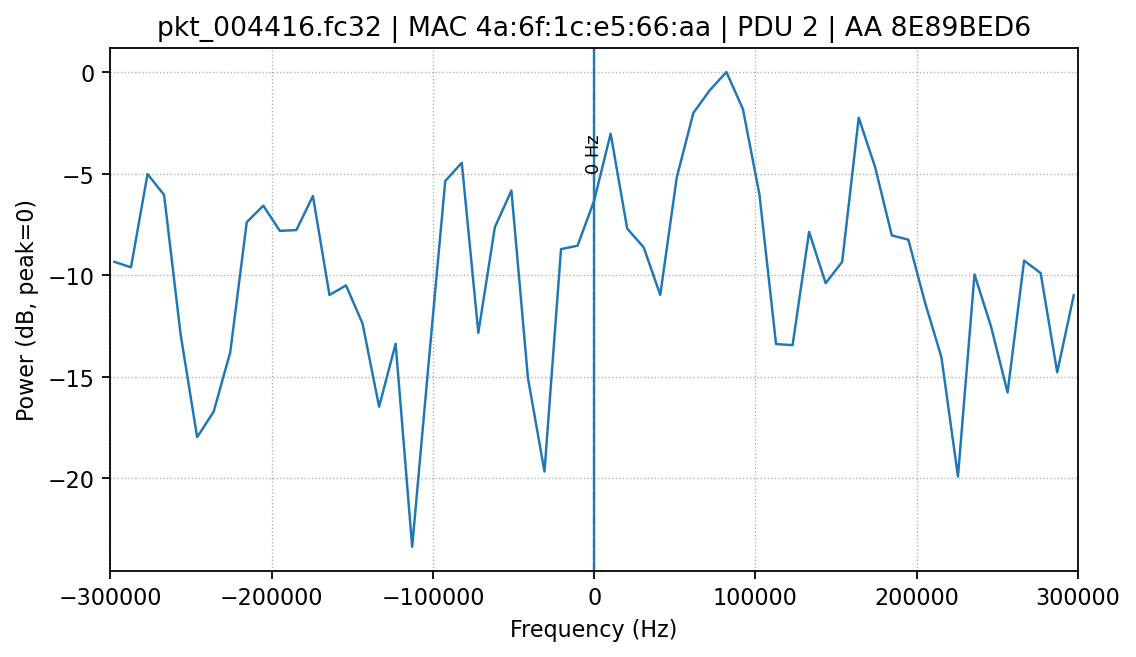 pkt_004416.fc32 | MAC 4a:6f:1c:e5:66:aa | PDU 2 | AA 8E89BED6
Power (dB, peak=0)
0
−5
−10
−15
−20
0 Hz
−300000 −200000 −100000 0 100000 200000 300000
Frequency (Hz)